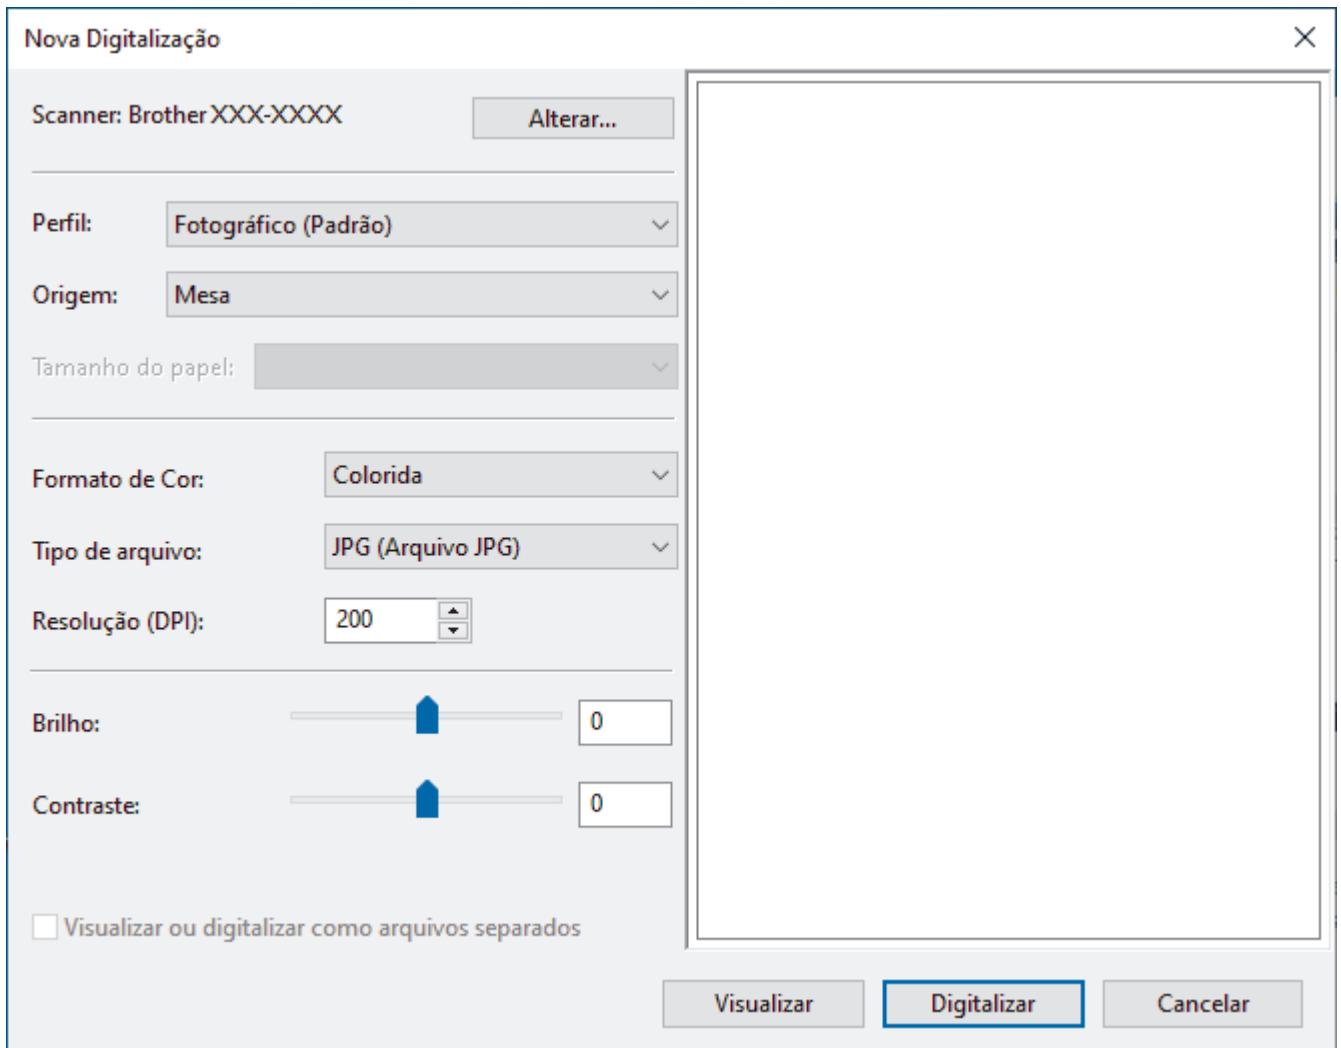 Nova Digitalização
Scanner: Brother XXX-XXXX
Alterar...
Perfil: Fotográfico (Padrão)
Origem: Mesa
Tamanho do papel:
Formato de Cor: Colorida
Tipo de arquivo: JPG (Arquivo JPG)
Resolução (DPI): 200
Brilho: 0
Contraste: 0
Visualizar ou digitalizar como arquivos separados
Visualizar Digitalizar Cancelar